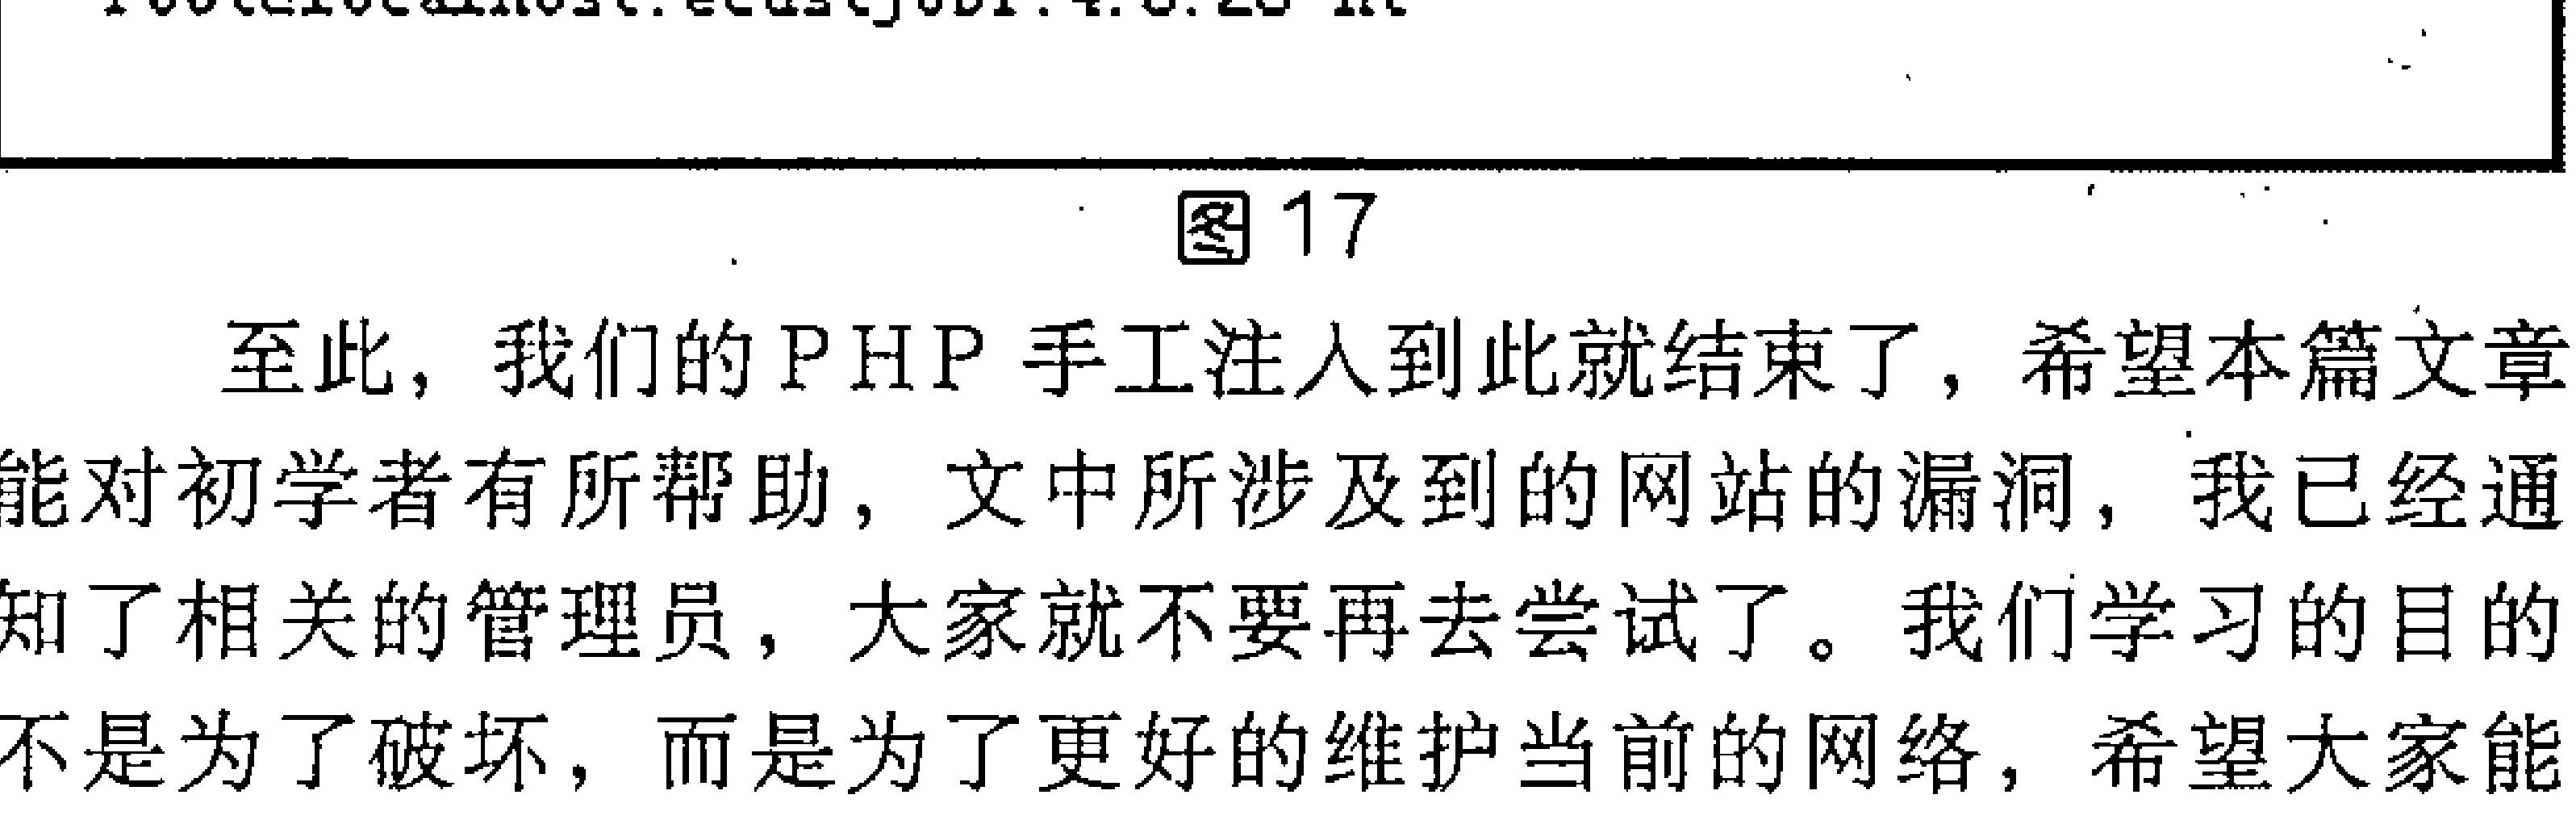 图17
至此，我们的PHP 手工注入到此就结束了，希望本篇文章
能对初学者有所帮助，文中所涉及到的网站的漏洞，我已经通
知了相关的管理员，大家就不要再去尝试了。我们学习的目的
不是为了破坏，而是为了更好的维护当前的网络，希望大家能